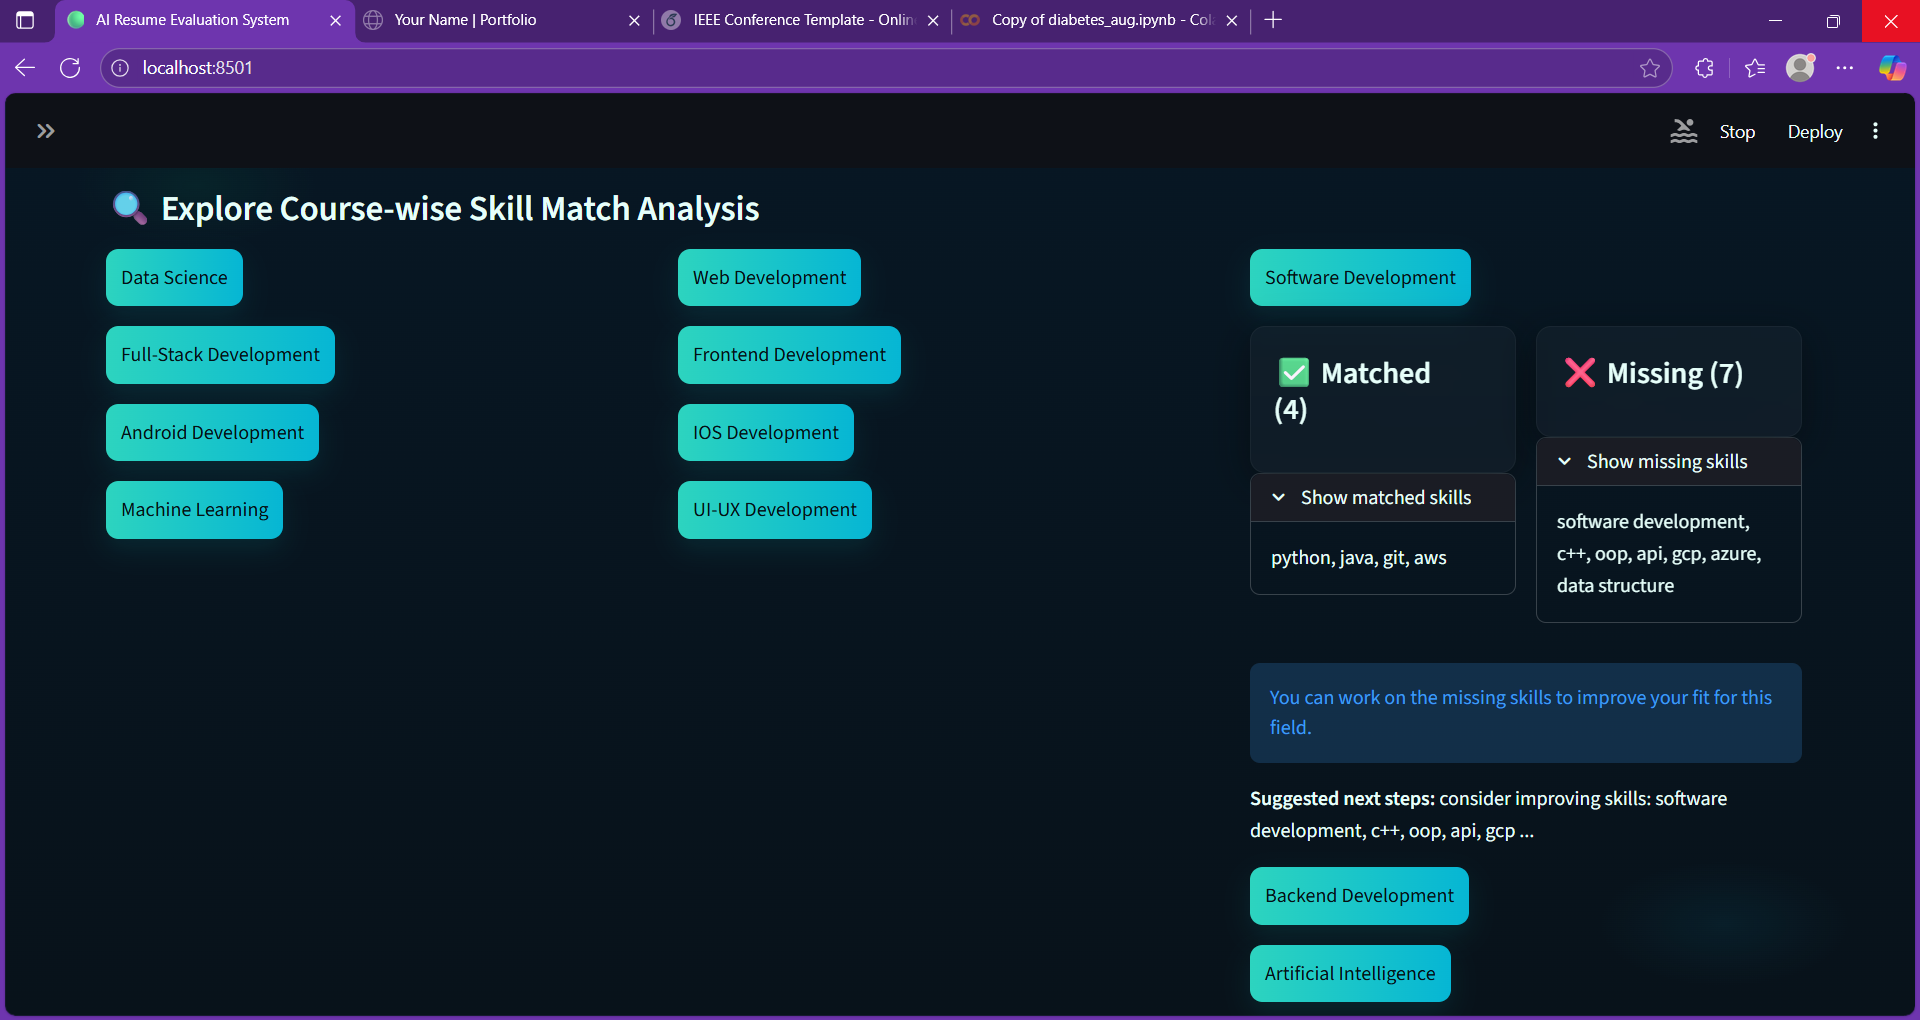 AI Resume Evaluation System
Your Name | Portfolio
IEEE Conference Template - Onlin
Copy of diabetes_aug.ipynb - Col
localhost:8501
Stop
Deploy
Explore Course-wise Skill Match Analysis
Data Science
Web Development
Software Development
Full-Stack Development
Frontend Development
Android Development
IOS Development
Machine Learning
UI-UX Development
Matched
(4)
Show matched skills
python, java, git, aws
Missing (7)
Show missing skills
software development,
c++, oop, api, gcp, azure,
data structure
You can work on the missing skills to improve your fit for this
field.
Suggested next steps: consider improving skills: software
development, c++, oop, api, gcp ...
Backend Development
Artificial Intelligence